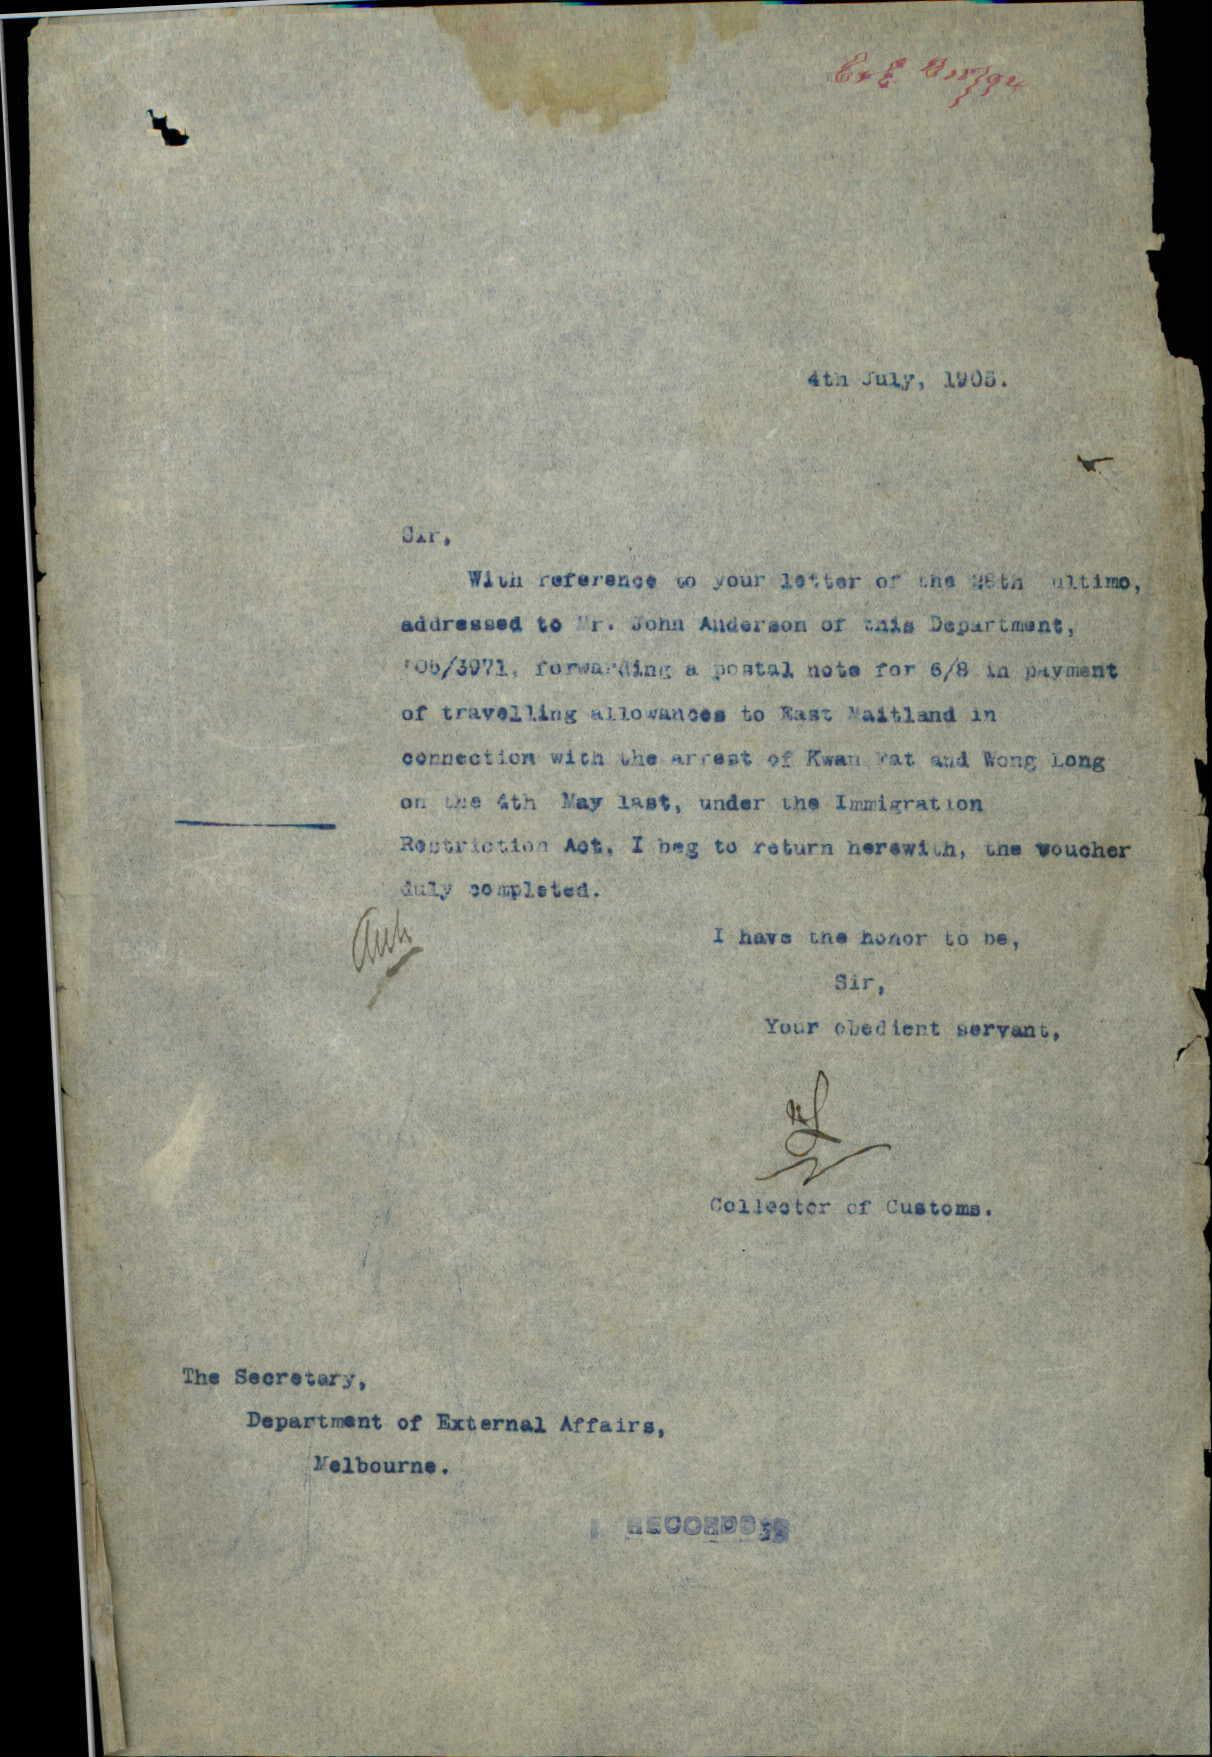 4th July, 1905.
Sir,
With reference to your letter of the 28th ultimo,
addressed to Mr. John Anderson of this Department,
'05/3971, forwarding a postal note for 6/8 in payment
of travelling allowances to East Maitland in
connection with the arrest of Kwan Fat and Wong Long
on the 4th May last, under the Immigration
Restriction Act, I beg to return herewith, the voucher
duly completed.
I have the honor to be,
Sir,
Your obedient servant,
Collector of Customs.
The Secretary,
Department of External Affairs,
Melbourne.
RECORDS